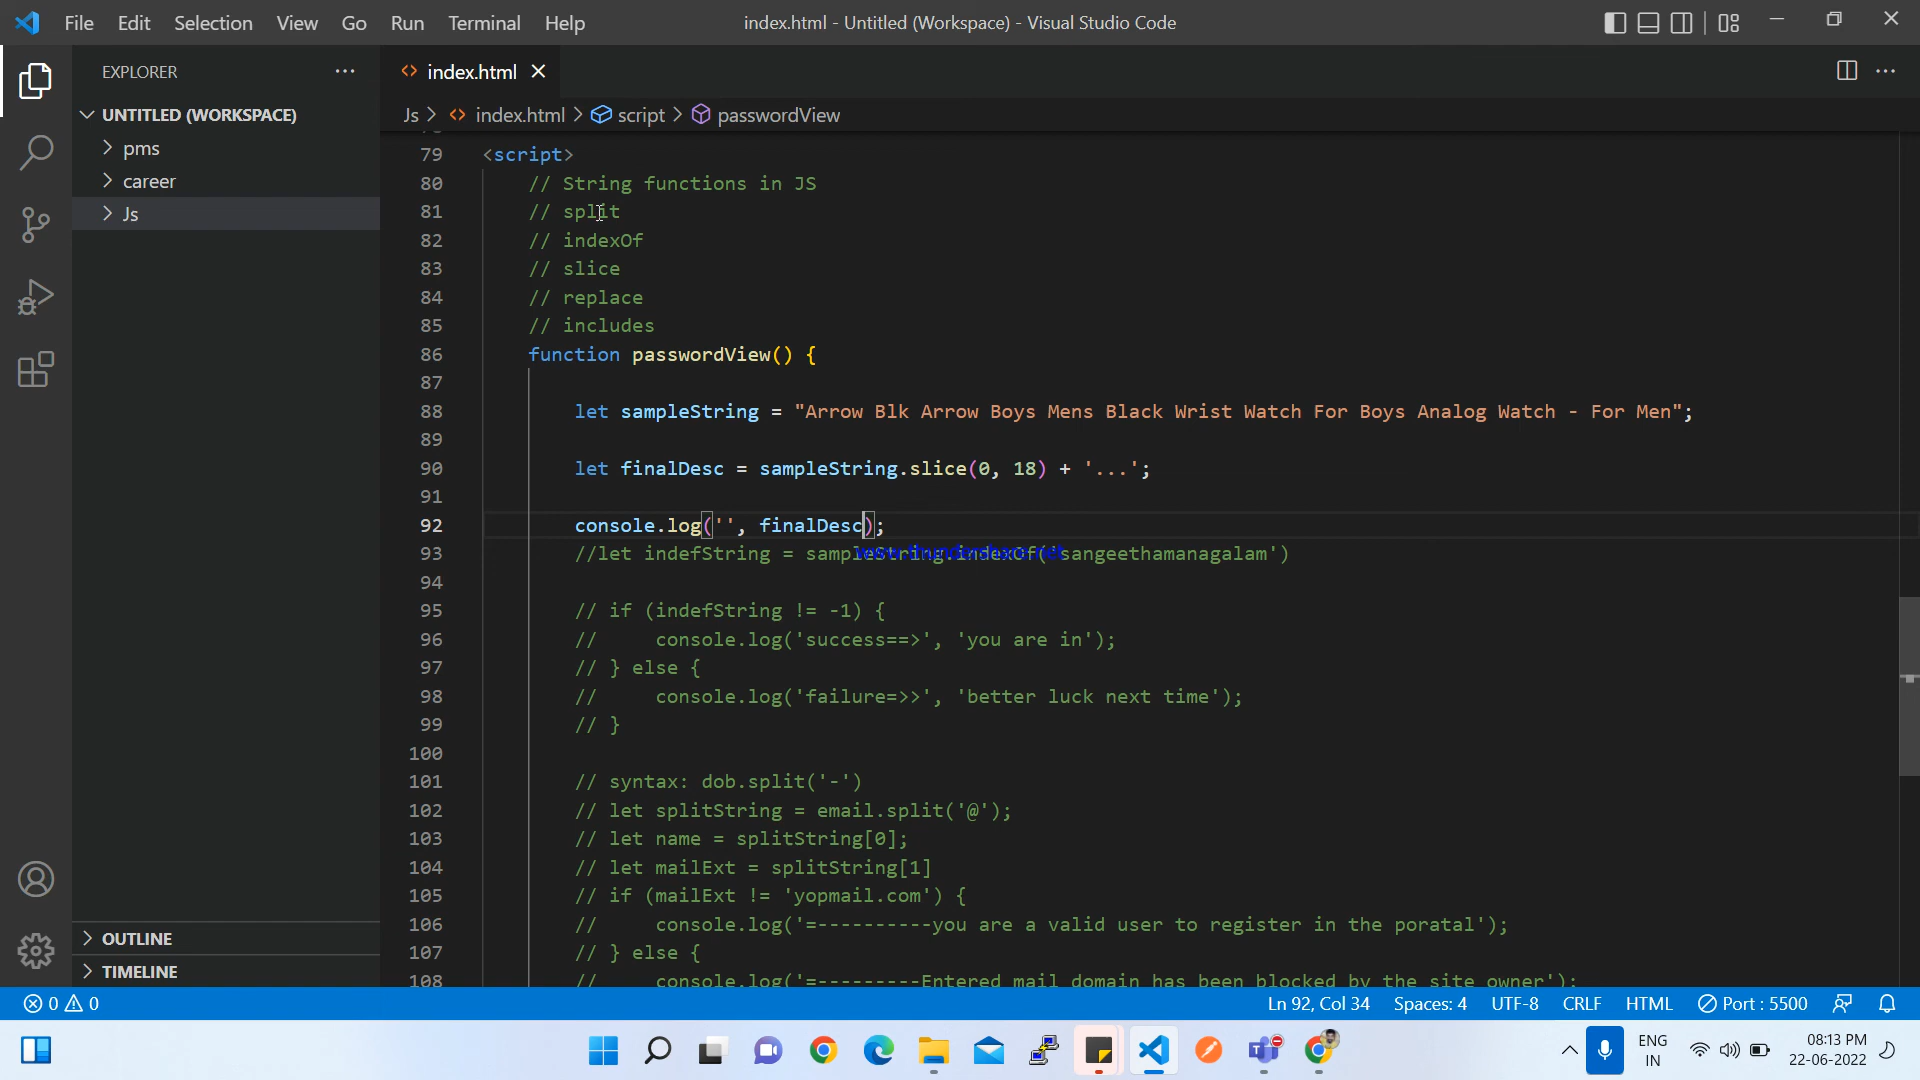 File Edit Selection View Go Run Terminal Help
index.html - Untitled (Workspace) - Visual Studio Code
EXPLORER
index.html
UNTITLED (WORKSPACE)
pms
career
Js
Js > index.html > script > passwordView
79 <script>
80 // String functions in JS
81 // split
82 // indexOf
83 // slice
84 // replace
85 // includes
86 function passwordView() {
87
88 let sampleString = "Arrow Blk Arrow Boys Mens Black Wrist Watch For Boys Analog Watch - For Men";
89
90 let finalDesc = sampleString.slice(0, 18) + '...';
91
92 console.log('', finalDesc);
93 //let indefString = sampleString.indexOf('sangeethamanagalam')
www.thundershare.net
94
95 // if (indefString != -1) {
96 //     console.log('success==>', 'you are in');
97 // } else {
98 //     console.log('failure=>>', 'better luck next time');
99 // }
100
101 // syntax: dob.split('-')
102 // let splitString = email.split('@');
103 // let name = splitString[0];
104 // let mailExt = splitString[1]
105 // if (mailExt != 'yopmail.com') {
106 //     console.log('=----------you are a valid user to register in the poratal');
107 // } else {
108 //     console.log('=---------Entered mail domain has been blocked by the site owner');
OUTLINE
TIMELINE
0 0
Ln 92, Col 34 Spaces: 4 UTF-8 CRLF HTML Port : 5500
ENG
IN
08:13 PM
22-06-2022